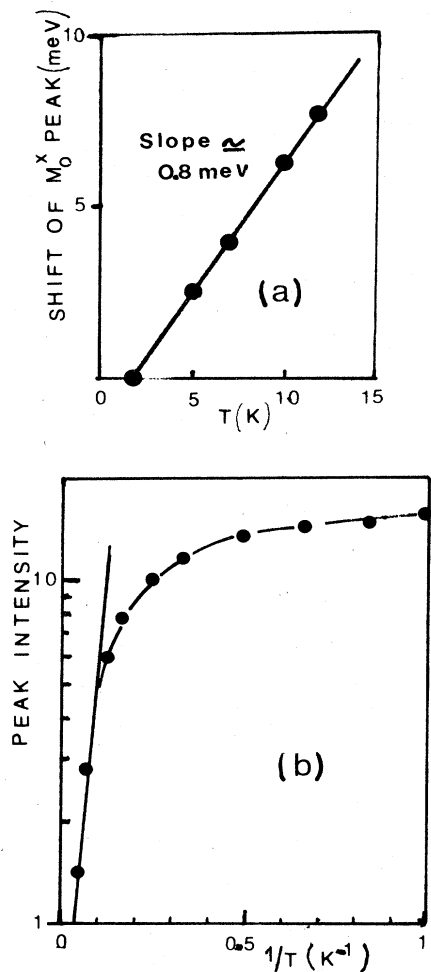 10
5
0
SHIFT OF M₀ˣ PEAK (meV)
Slope ≃
0.8 meV
(a)
0 5 10 15
T(K)
PEAK INTENSITY
10
1
(b)
0 0.5 1
1/T (K⁻¹)